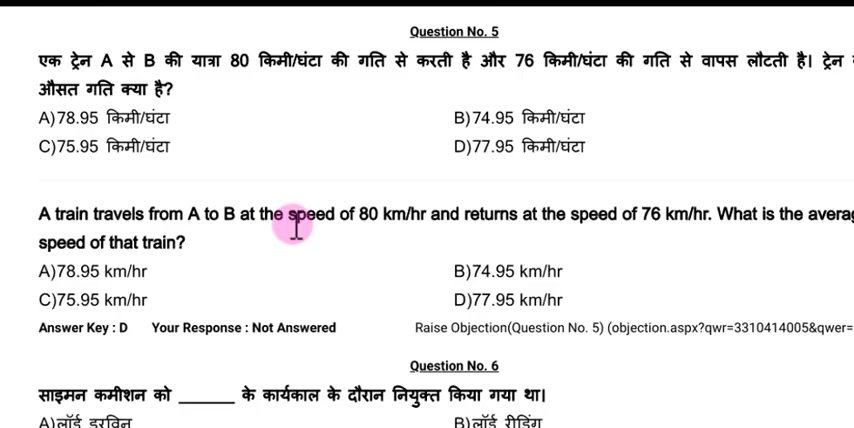 Question No. 5
एक ट्रेन A से B की यात्रा 80 किमी/घंटा की गति से करती है और 76 किमी/घंटा की गति से वापस लौटती है। ट्रेन
औसत गति क्या है?
A)78.95 किमी/घंटा B)74.95 किमी/घंटा
C)75.95 किमी/घंटा D)77.95 किमी/घंटा
A train travels from A to B at the speed of 80 km/hr and returns at the speed of 76 km/hr. What is the averag
speed of that train?
A)78.95 km/hr B)74.95 km/hr
C)75.95 km/hr D)77.95 km/hr
Answer Key : D Your Response : Not Answered Raise Objection(Question No. 5) (objection.aspx?qwr=3310414005&qwer=
Question No. 6
साइमन कमीशन को ______ के कार्यकाल के दौरान नियुक्त किया गया था।
A)लॉर्ड इरविन B)लॉर्ड रीडिंग